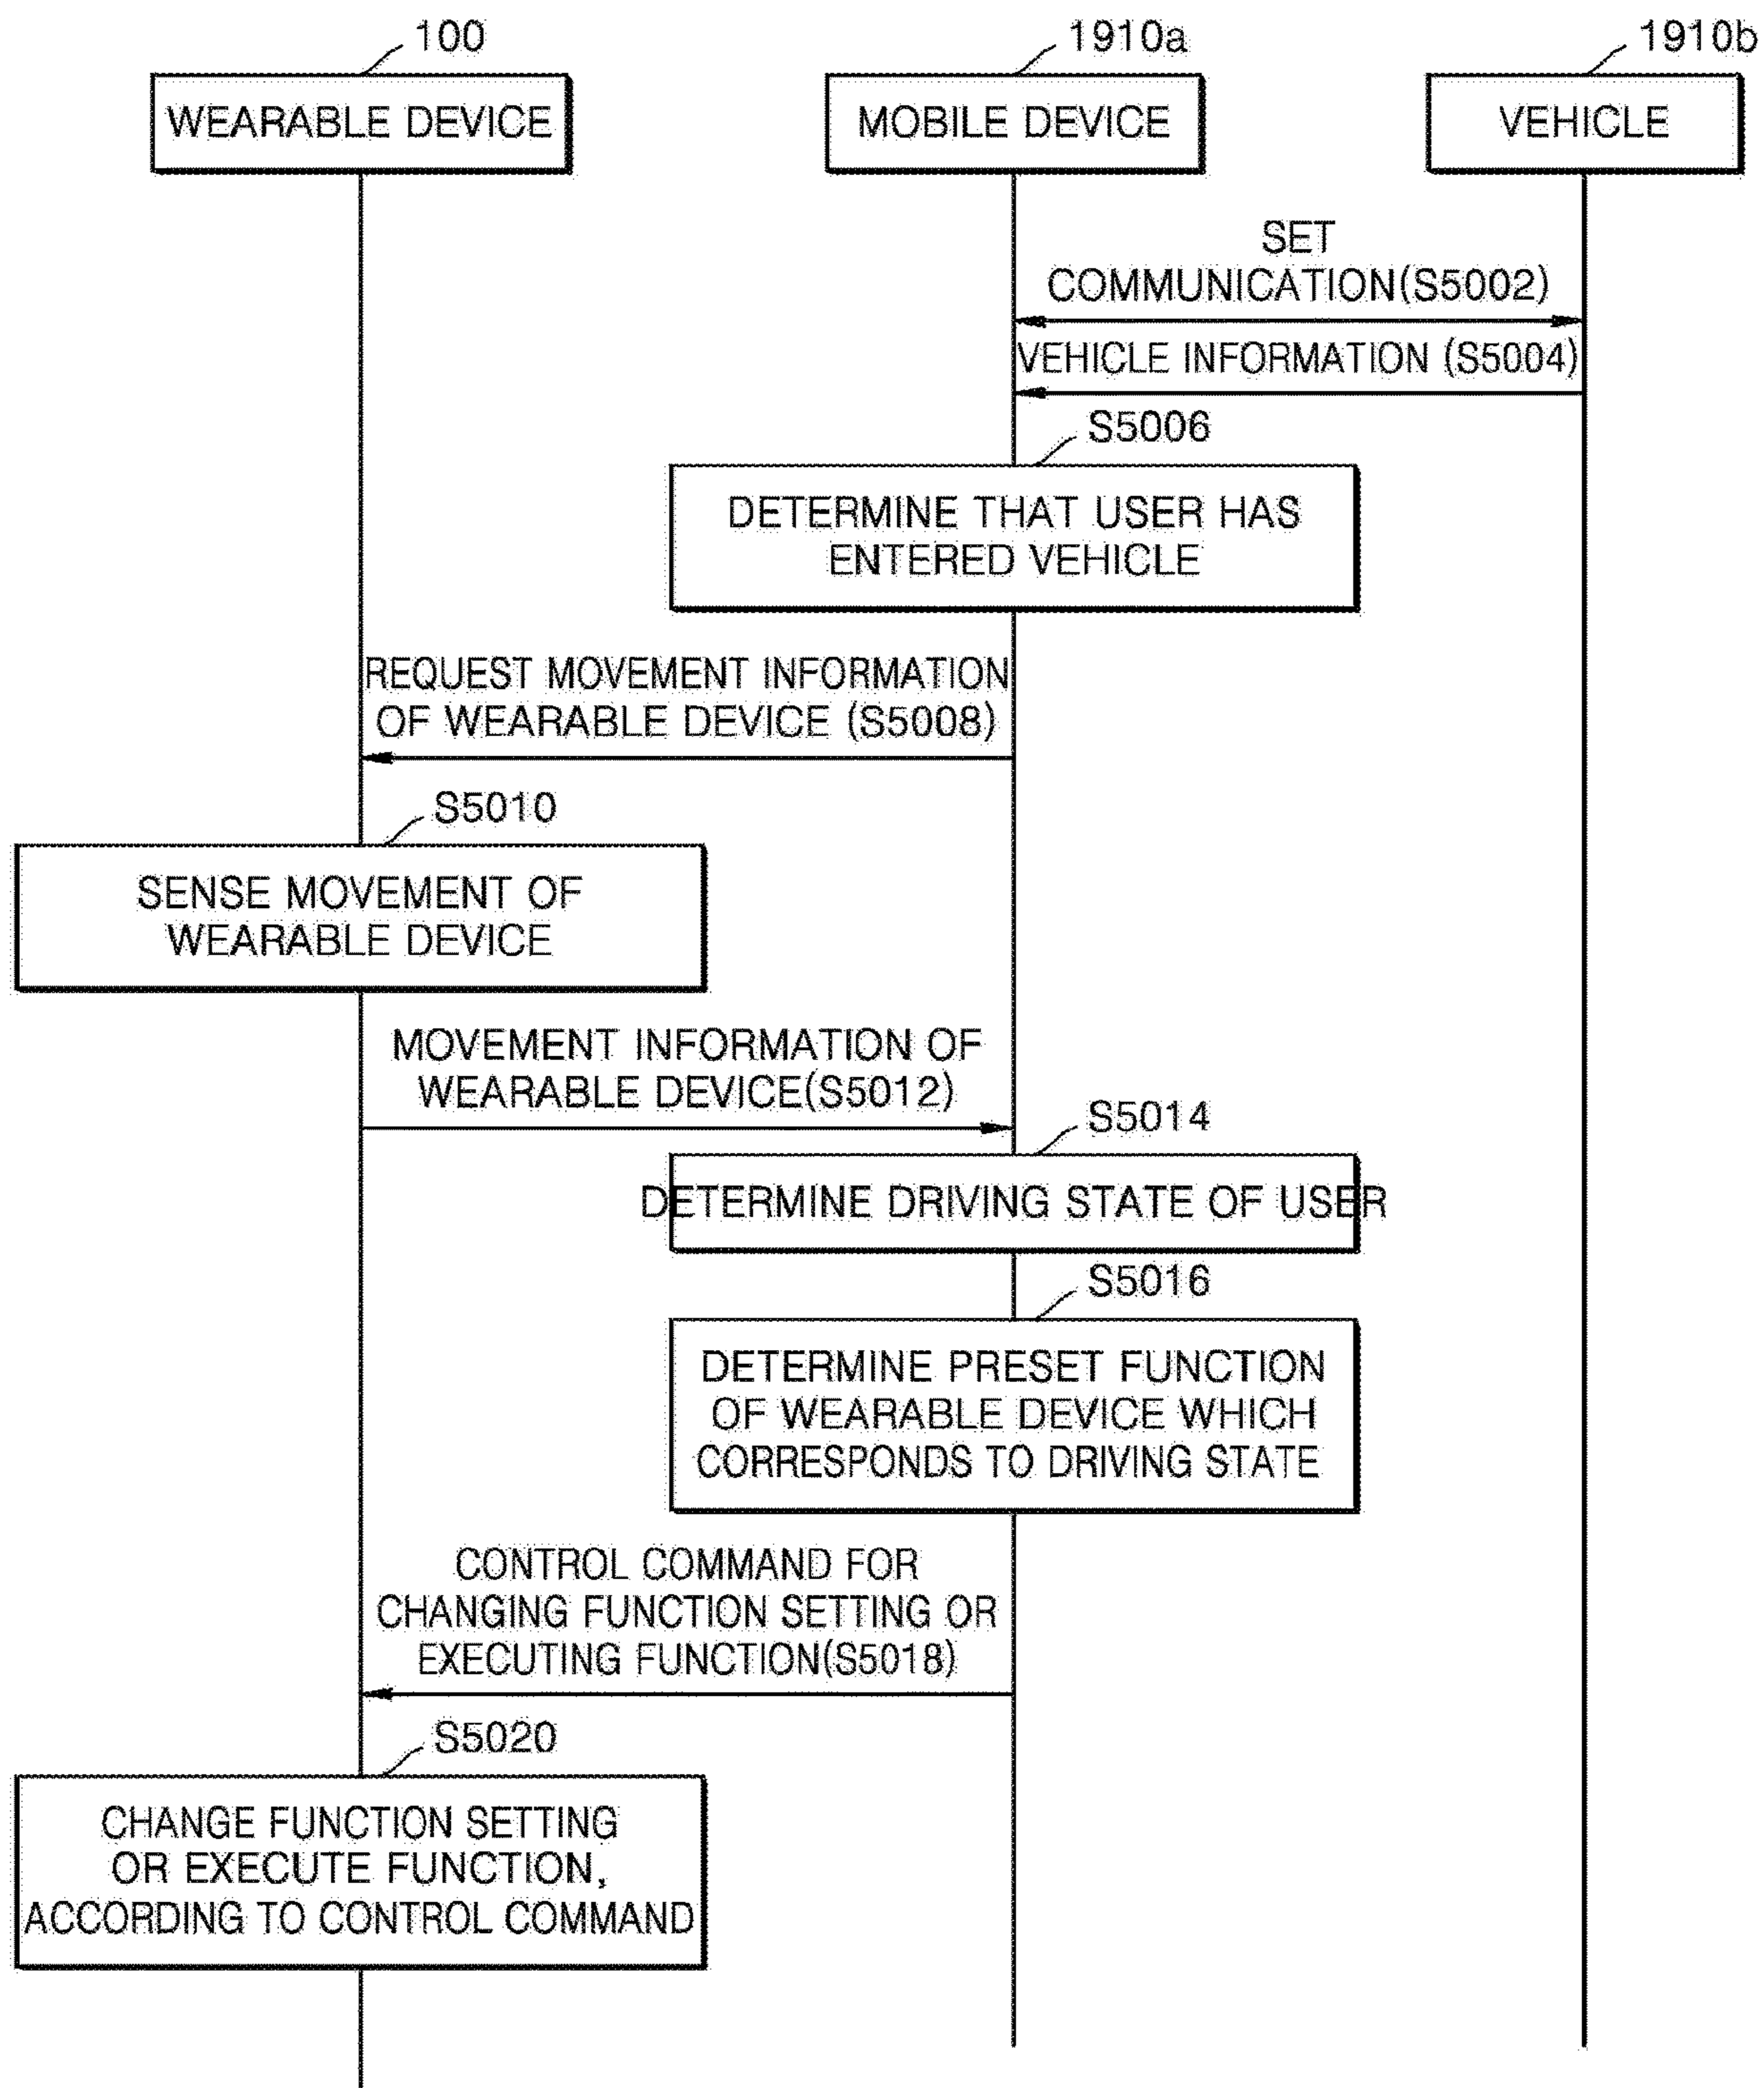 100
1910a
1910b
WEARABLE DEVICE
MOBILE DEVICE
VEHICLE
SET
COMMUNICATION(S5002)
VEHICLE INFORMATION (S5004)
S5006
DETERMINE THAT USER HAS
ENTERED VEHICLE
REQUEST MOVEMENT INFORMATION
OF WEARABLE DEVICE (S5008)
S5010
SENSE MOVEMENT OF
WEARABLE DEVICE
MOVEMENT INFORMATION OF
WEARABLE DEVICE(S5012)
S5014
DETERMINE DRIVING STATE OF USER
S5016
DETERMINE PRESET FUNCTION
OF WEARABLE DEVICE WHICH
CORRESPONDS TO DRIVING STATE
CONTROL COMMAND FOR
CHANGING FUNCTION SETTING OR
EXECUTING FUNCTION(S5018)
S5020
CHANGE FUNCTION SETTING
OR EXECUTE FUNCTION,
ACCORDING TO CONTROL COMMAND